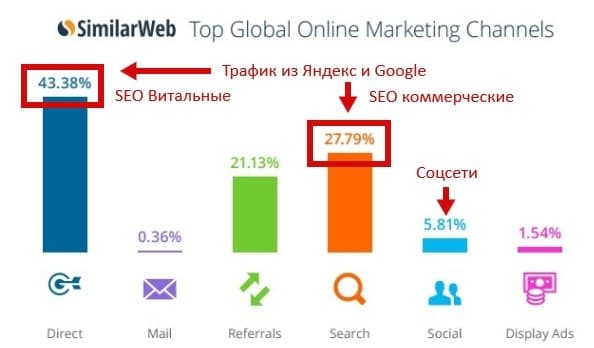 SimilarWeb Top Global Online Marketing Channels
43.38%
Трафик из Яндекс и Google
SEO Витальные
SEO коммерческие
27.79%
21.13%
Соцсети
5.81%
0.36%
1.54%
Direct
Mail
Referrals
Search
Social
Display Ads